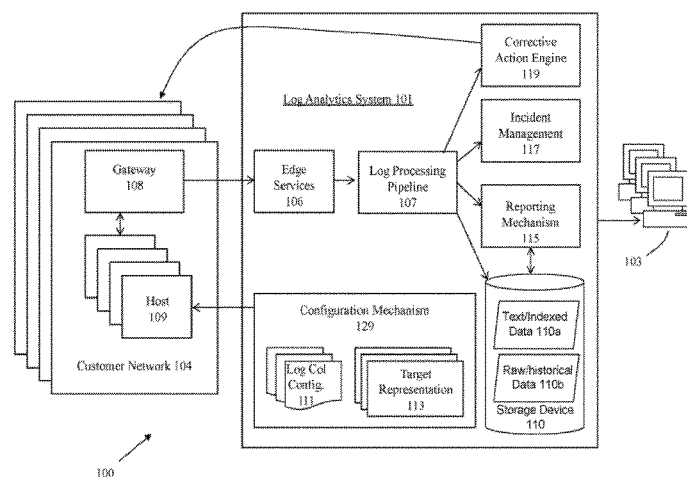 Corrective
Action Engine
119
Log Analytics System 101
Incident
Management
117
Gateway
108
Edge
Services
106
Log Processing
Pipeline
107
Reporting
Mechanism
115
103
Host
109
Customer Network 104
Configuration Mechanism
129
Log Col
Config.
111
Target
Representation
113
Text/Indexed
Data 110a
Raw/historical
Data 110b
Storage Device
110
100